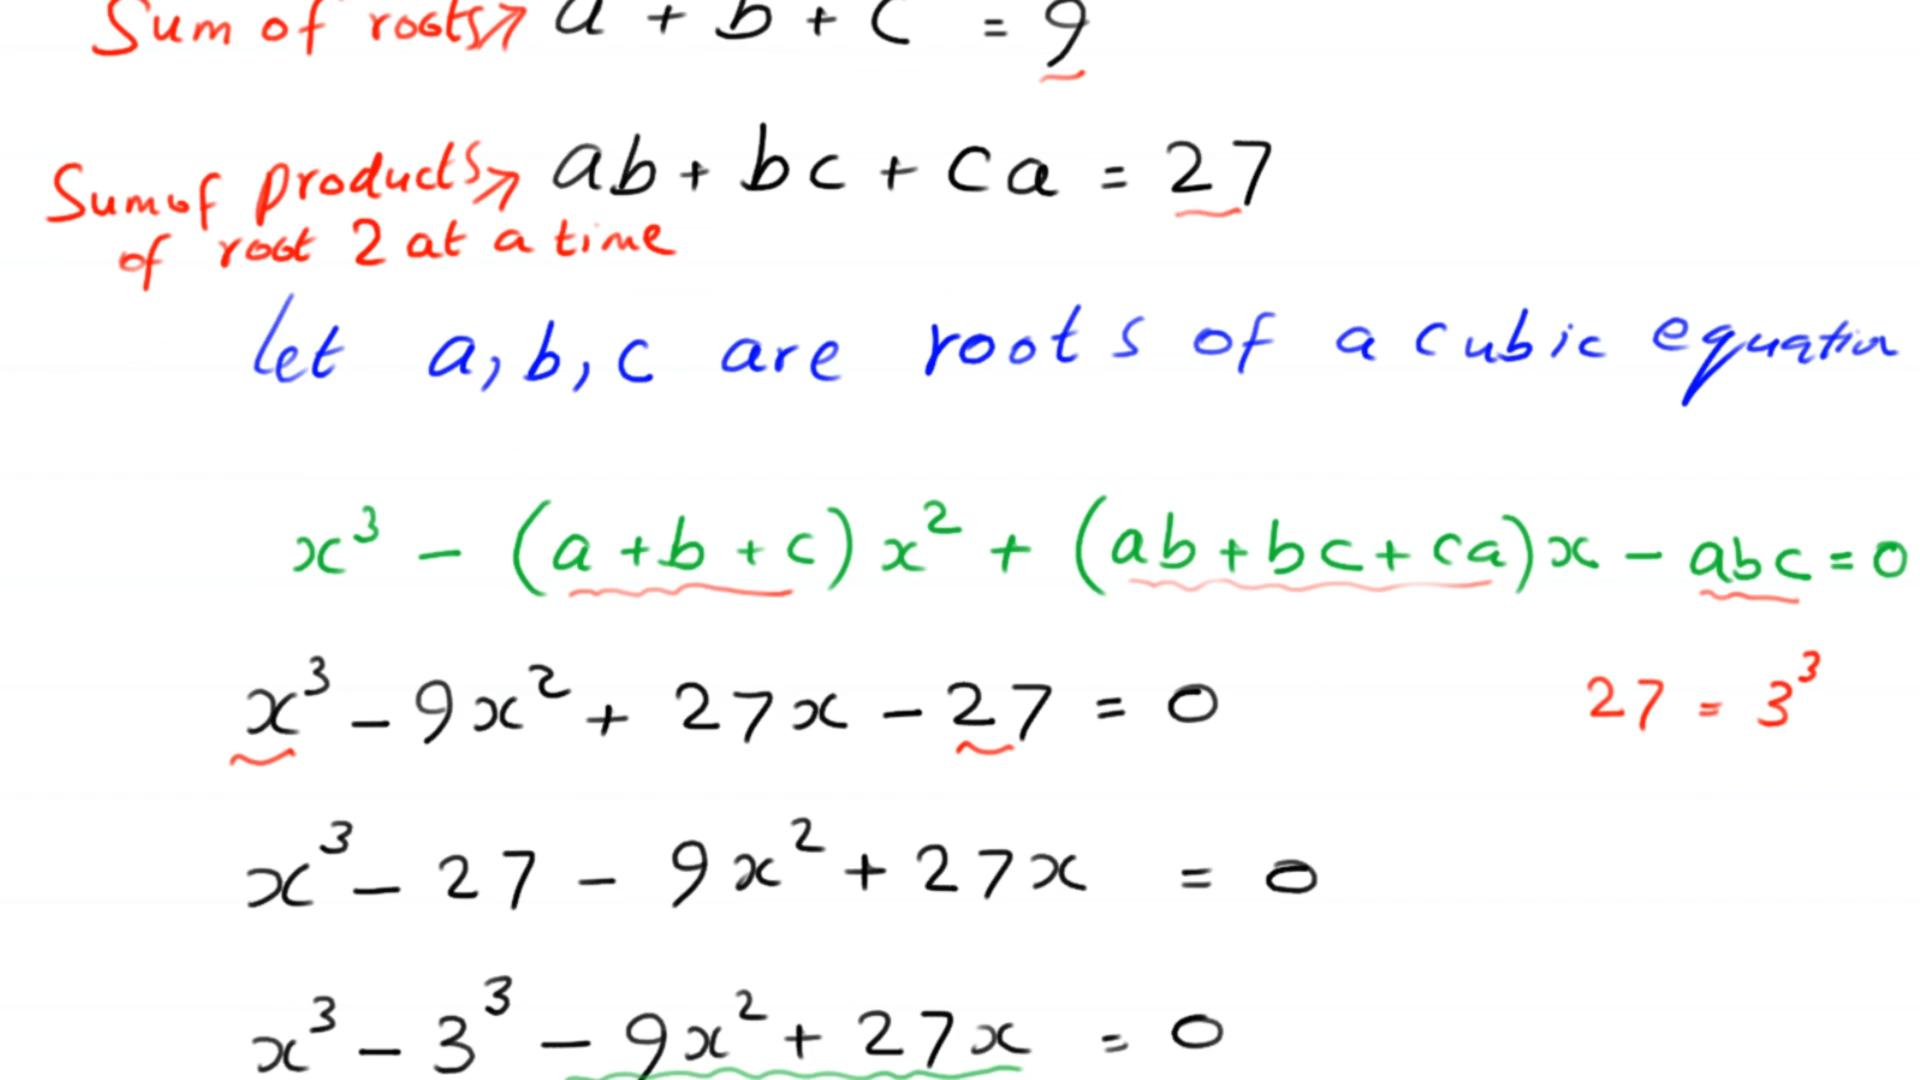 Sum of roots→ a + b + c = 9
Sum of products→ ab + bc + ca = 27
of root 2 at a time
let a, b, c are roots of a cubic equation
x³ - (a + b + c) x² + (ab + bc + ca) x - abc = 0
x³ - 9x² + 27x - 27 = 0 27 = 3³
x³ - 27 - 9x² + 27x = 0
x³ - 3³ - 9x² + 27x = 0